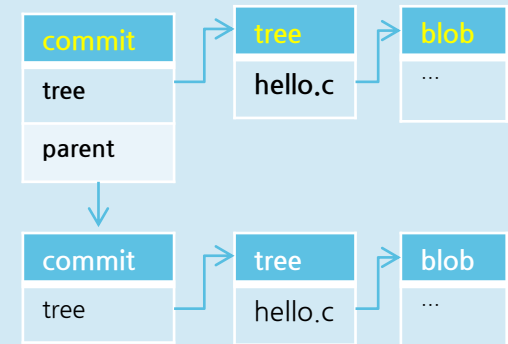 commit
tree
parent
tree
hello.c
blob
...
commit
tree
tree
hello.c
blob
...